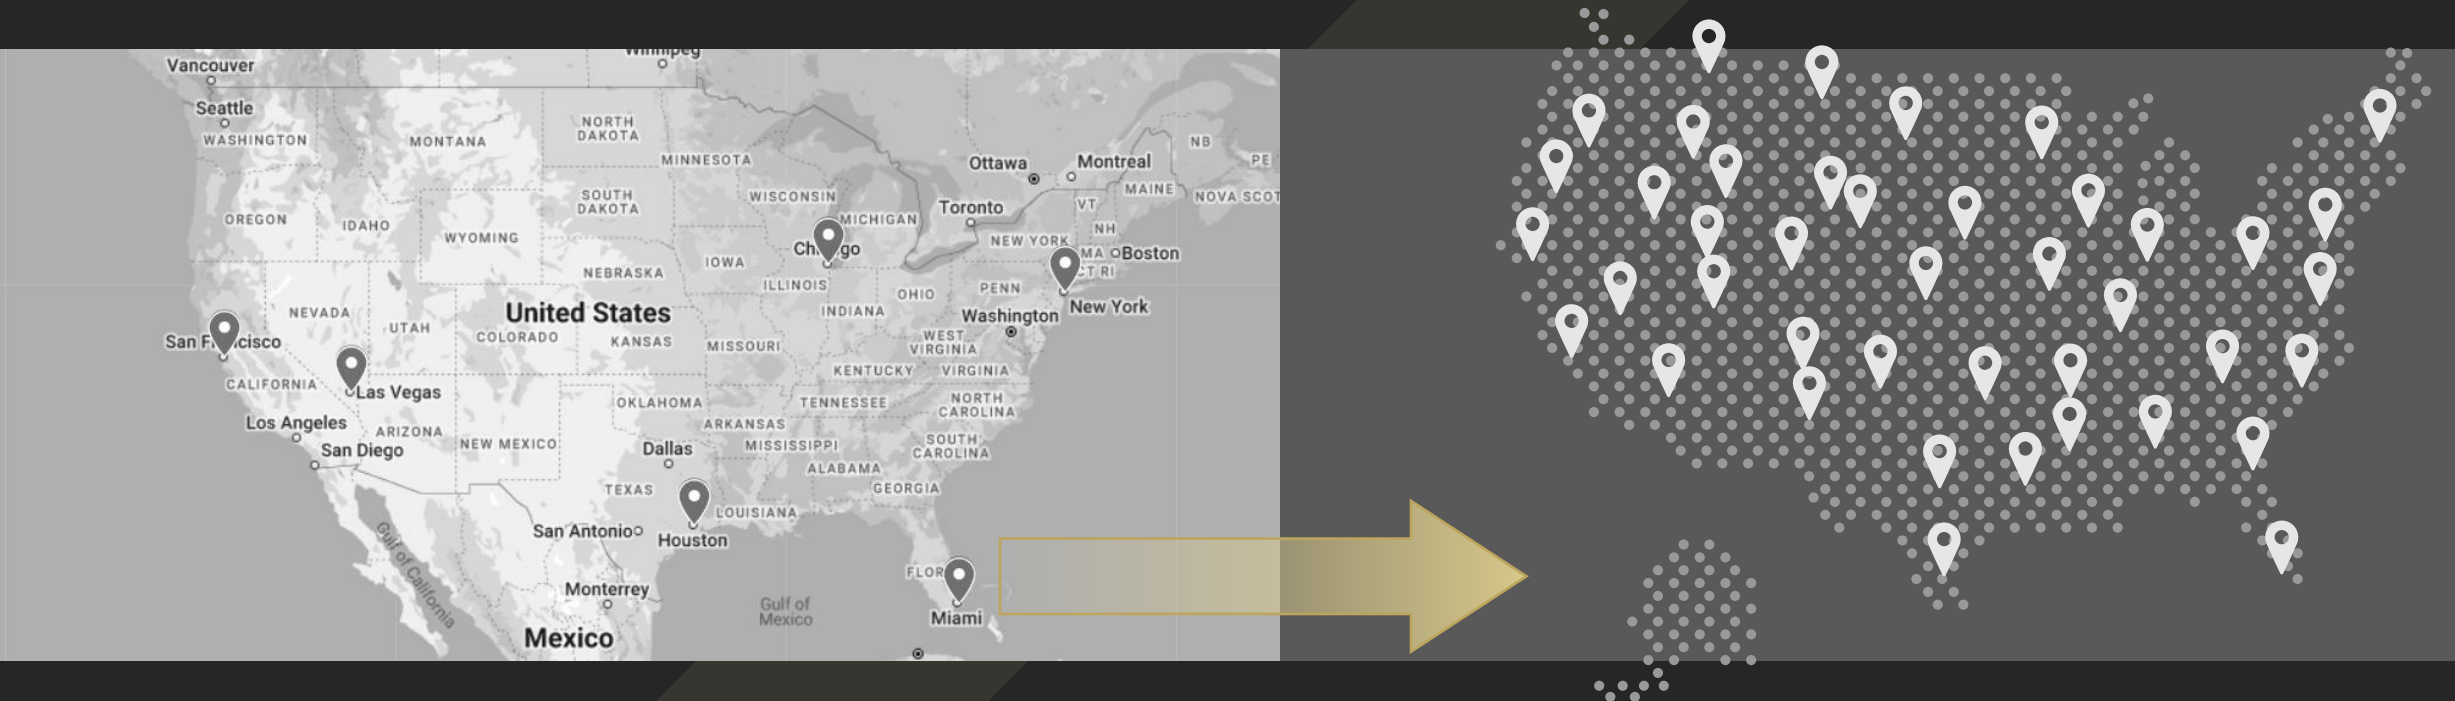 Winnipeg
Vancouver
Seattle
WASHINGTON
MONTANA
NORTH
DAKOTA
MINNESOTA
Ottawa
Montreal
NB
PE
NOVA SCOT
MAINE
VT
NH
MA
Boston
CT RI
OREGON
IDAHO
WYOMING
SOUTH
DAKOTA
WISCONSIN
MICHIGAN
Toronto
NEW YORK
IOWA
NEBRASKA
ILLINOIS
INDIANA
OHIO
PENN
New York
Washington
NEVADA
UTAH
United States
COLORADO
KANSAS
MISSOURI
WEST
VIRGINIA
KENTUCKY
VIRGINIA
CALIFORNIA
Las Vegas
Los Angeles
San Diego
ARIZONA
NEW MEXICO
OKLAHOMA
ARKANSAS
TENNESSEE
NORTH
CAROLINA
SOUTH
CAROLINA
Dallas
MISSISSIPPI
ALABAMA
GEORGIA
TEXAS
LOUISIANA
San Antonio
Houston
Gulf of California
Monterrey
Mexico
Gulf of
Mexico
FLOR
Miami